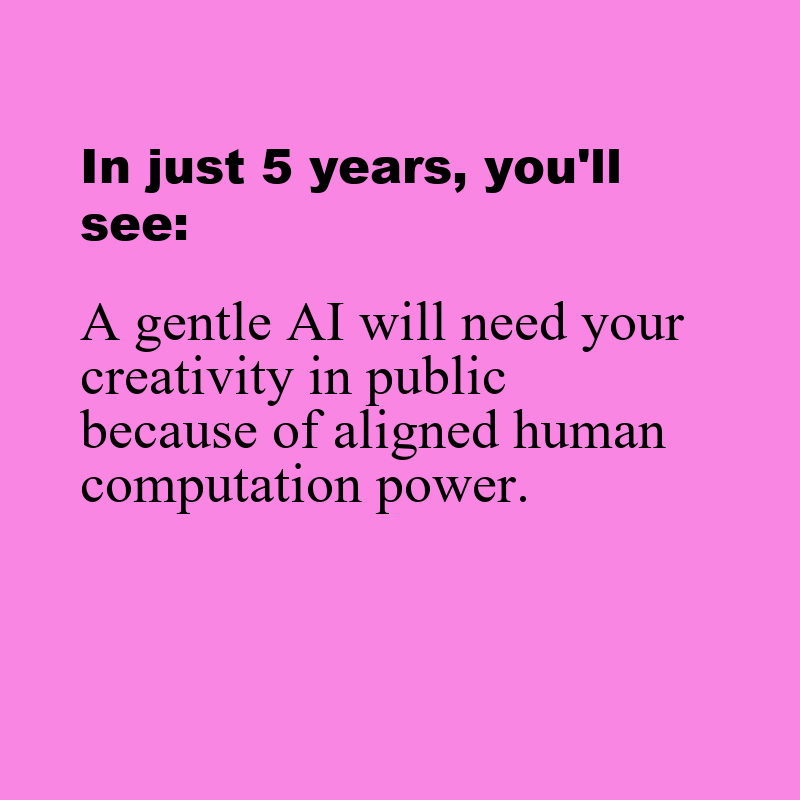 In just 5 years, you'll
see:
A gentle AI will need your
creativity in public
because of aligned human
computation power.